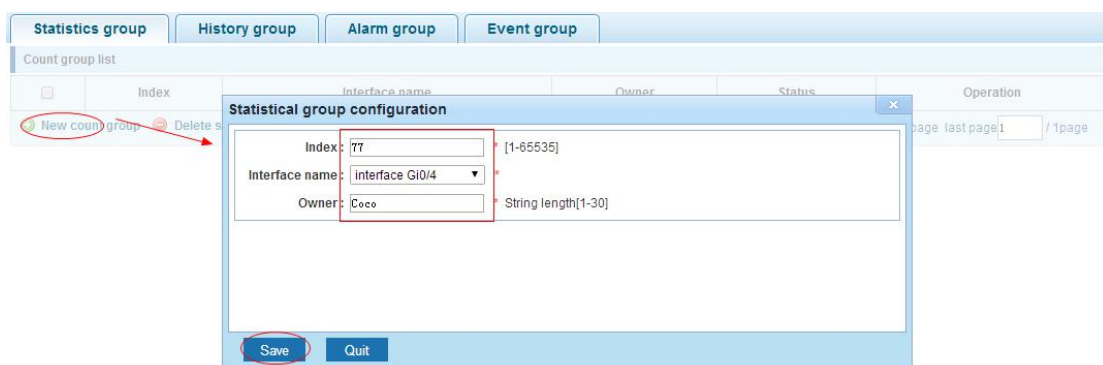 Statistics group History group Alarm group Event group
Count group list
Index Interface name Owner Status Operation
New count group Delete s
page last page 1 / 1page
Statistical group configuration
Index: 77 * [1-65535]
Interface name: interface Gi0/4 *
Owner: Coco * String length[1-30]
Save Quit